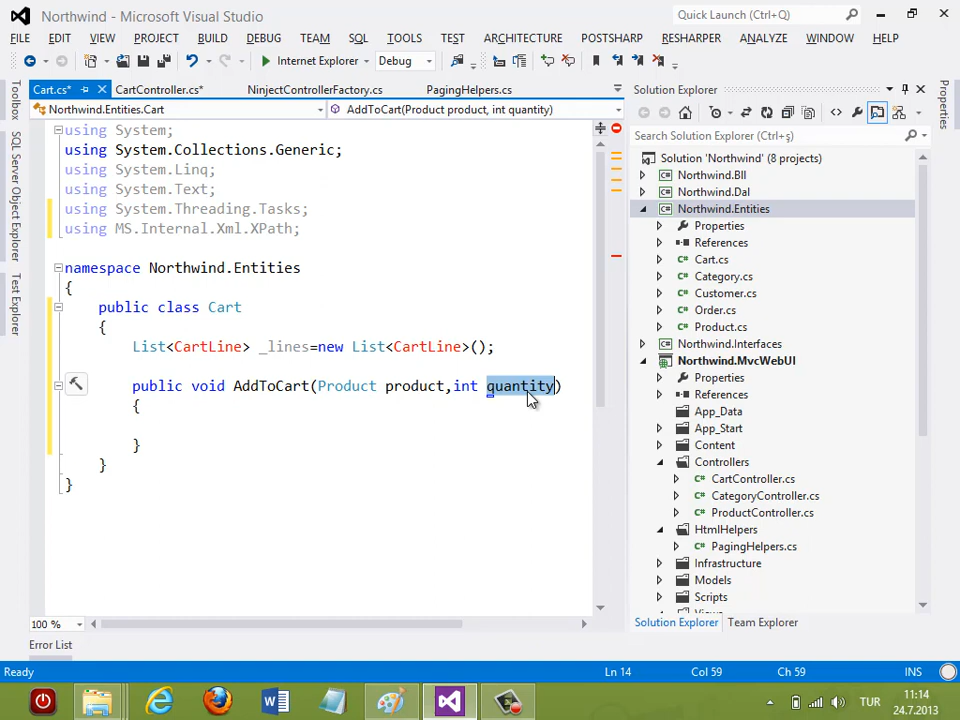 Northwind - Microsoft Visual Studio
Quick Launch (Ctrl+Q)
FILE EDIT VIEW PROJECT BUILD DEBUG TEAM SQL TOOLS TEST ARCHITECTURE POSTSHARP RESHARPER ANALYZE WINDOW HELP
Internet Explorer Debug
Toolbox
SQL Server Object Explorer
Test Explorer
Cart.cs* CartController.cs* NinjectControllerFactory.cs PagingHelpers.cs
Northwind.Entities.Cart AddToCart(Product product, int quantity)
using System;
using System.Collections.Generic;
using System.Linq;
using System.Text;
using System.Threading.Tasks;
using MS.Internal.Xml.XPath;
namespace Northwind.Entities
{
public class Cart
{
List<CartLine> _lines=new List<CartLine>();
public void AddToCart(Product product,int quantity)
{
}
}
}
100 %
Solution Explorer
Search Solution Explorer (Ctrl+ş)
Solution 'Northwind' (8 projects)
Northwind.Bll
Northwind.Dal
Northwind.Entities
Properties
References
Cart.cs
Category.cs
Customer.cs
Order.cs
Product.cs
Northwind.Interfaces
Northwind.MvcWebUI
Properties
References
App_Data
App_Start
Content
Controllers
CartController.cs
CategoryController.cs
ProductController.cs
HtmlHelpers
PagingHelpers.cs
Infrastructure
Models
Scripts
Views
Solution Explorer Team Explorer
Properties
Error List
Ready Ln 14 Col 59 Ch 59 INS
TUR
11:14
24.7.2013